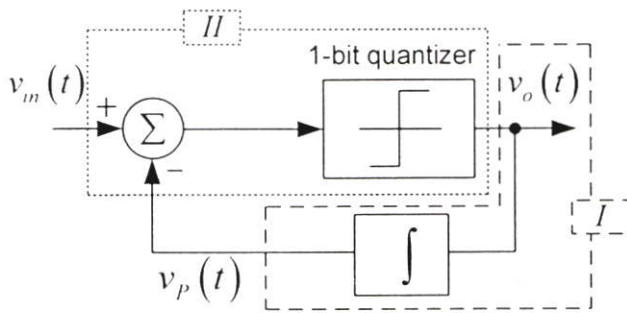 II
1-bit quantizer
v_in(t)
+
Σ
v_o(t)
−
I
∫
v_P(t)